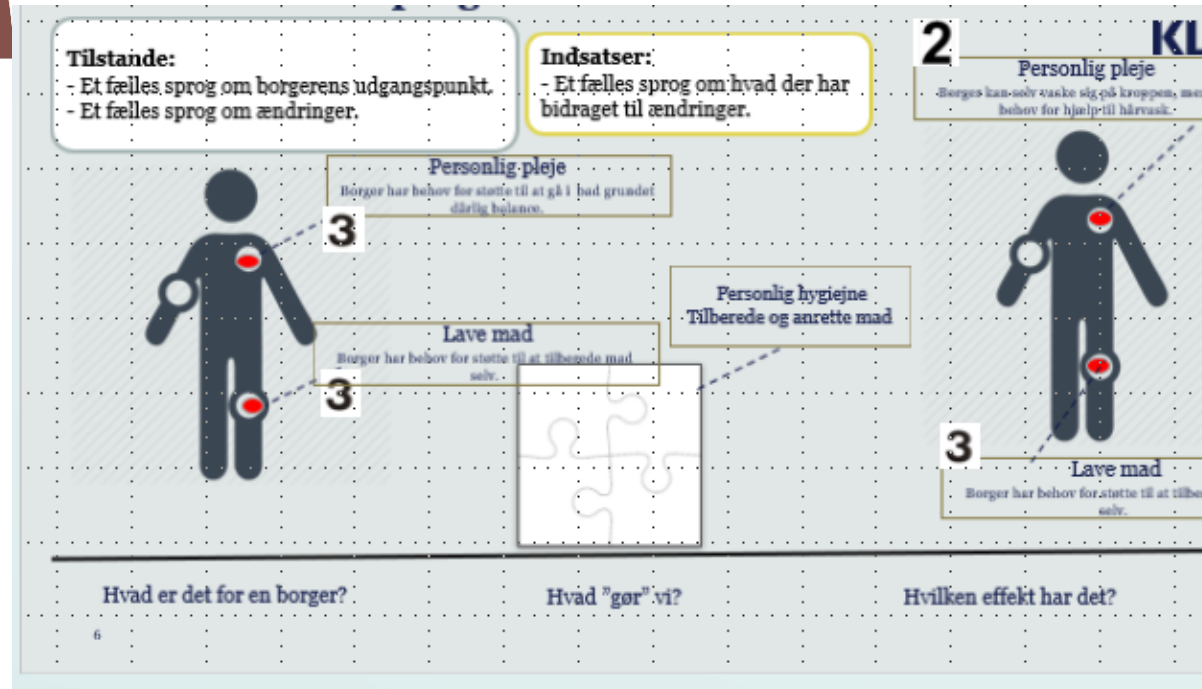 Tilstande:
- Et fælles sprog om borgerens udgangspunkt.
- Et fælles sprog om ændringer.
Indsatser:
- Et fælles sprog om hvad der har
bidraget til ændringer.
2
KL
Personlig pleje
Borger kan selv vaske sig på kroppen, men
behov for hjælp til hårvask.
Personlig pleje
Borger har behov for støtte til at gå i bad grundet
dårlig balance.
3
Personlig hygiejne
Tilberede og anrette mad
Lave mad
Borger har behov for støtte til at tilberede mad
selv.
3
3
Lave mad
Borger har behov for støtte til at
selv.
Hvad er det for en borger?
Hvad ”gør” vi?
Hvilken effekt har det?
6